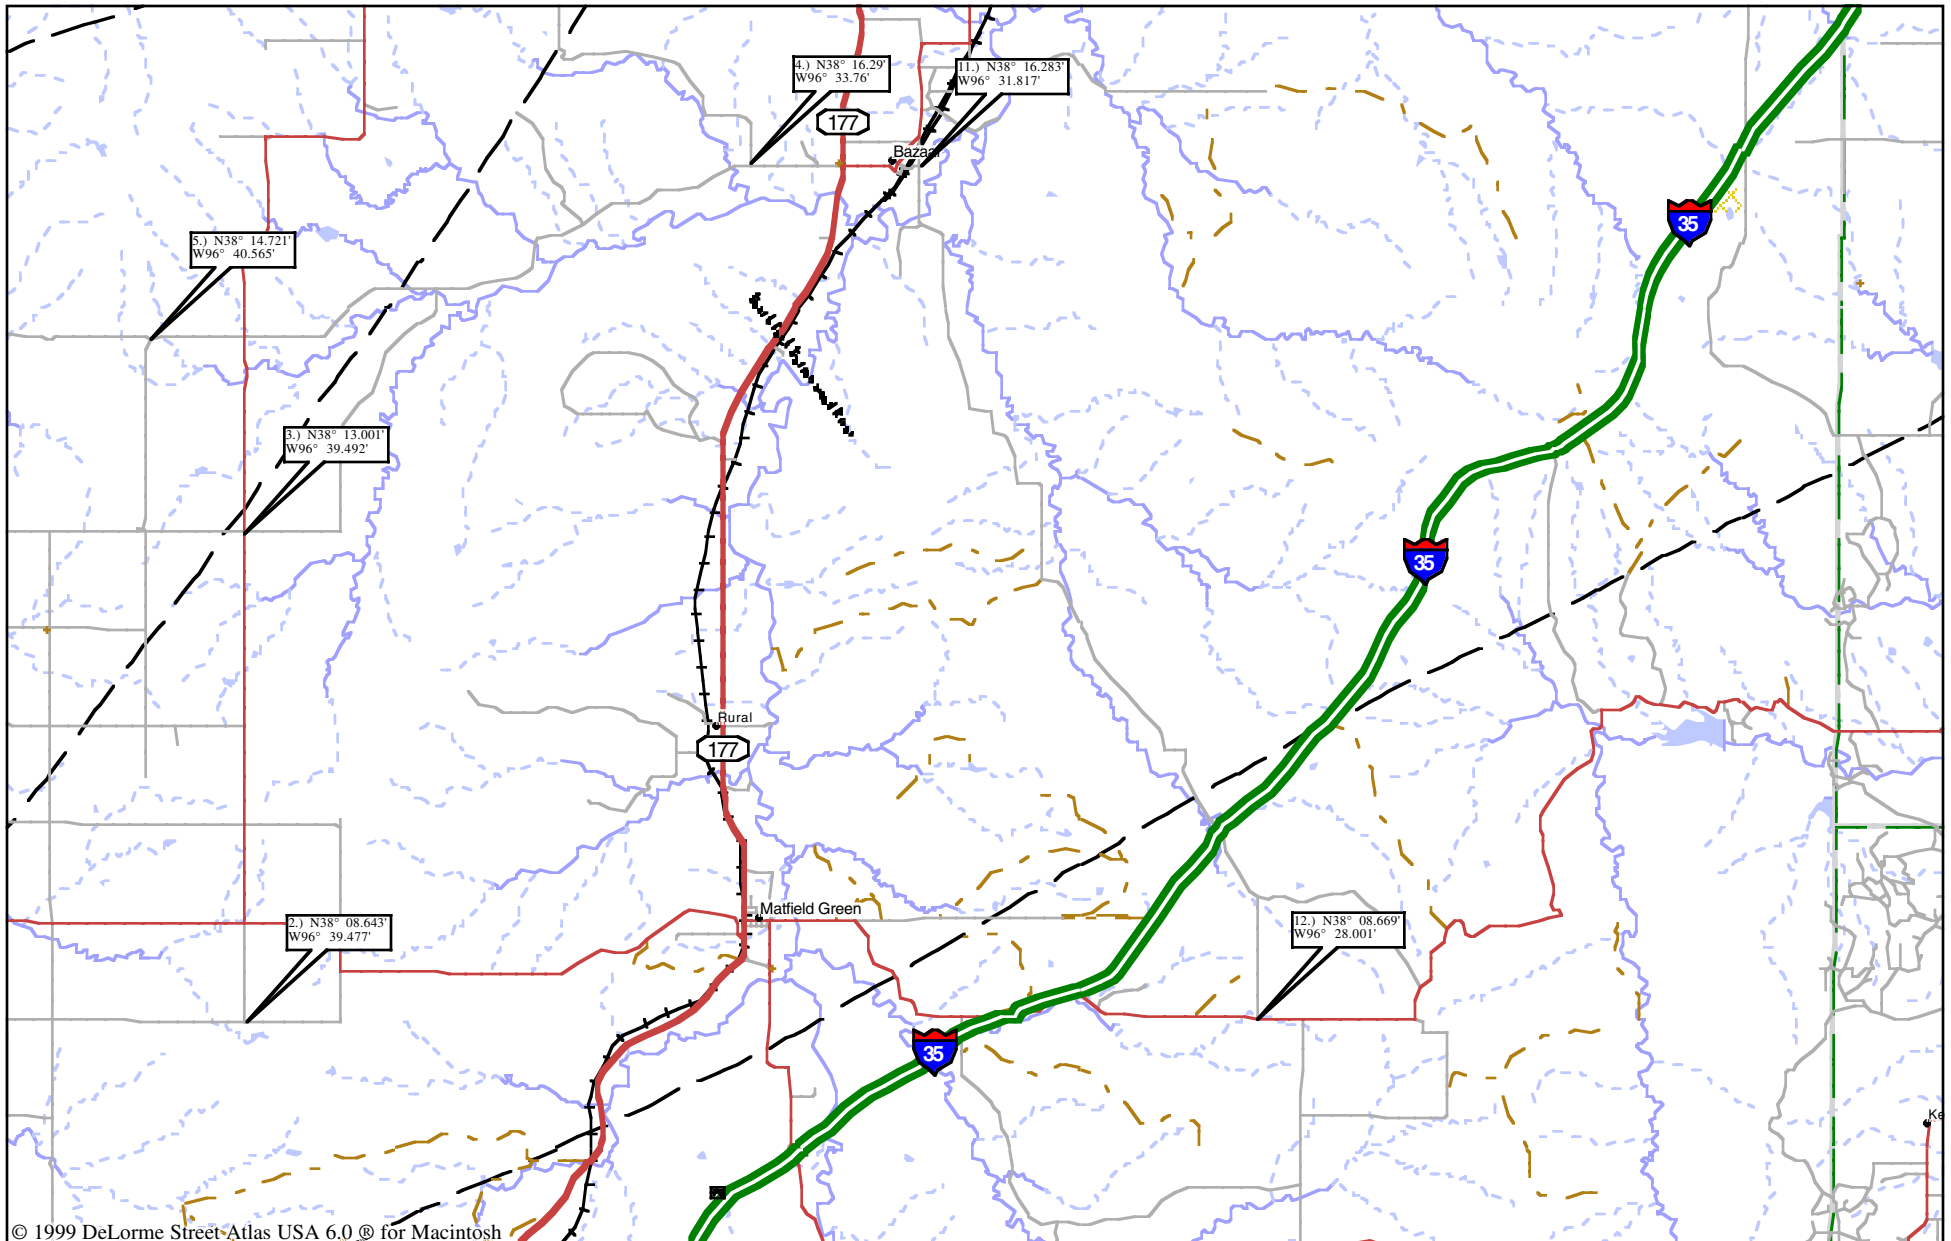 4.) N38° 16.29'
W96° 33.76'
11.) N38° 16.283'
W96° 31.817'
177
Bazaar
35
5.) N38° 14.721'
W96° 40.565'
3.) N38° 13.001'
W96° 39.492'
35
Rural
177
Matfield Green
2.) N38° 08.643'
W96° 39.477'
12.) N38° 08.669'
W96° 28.001'
35
Ke
© 1999 DeLorme Street Atlas USA 6.0 ® for Macintosh